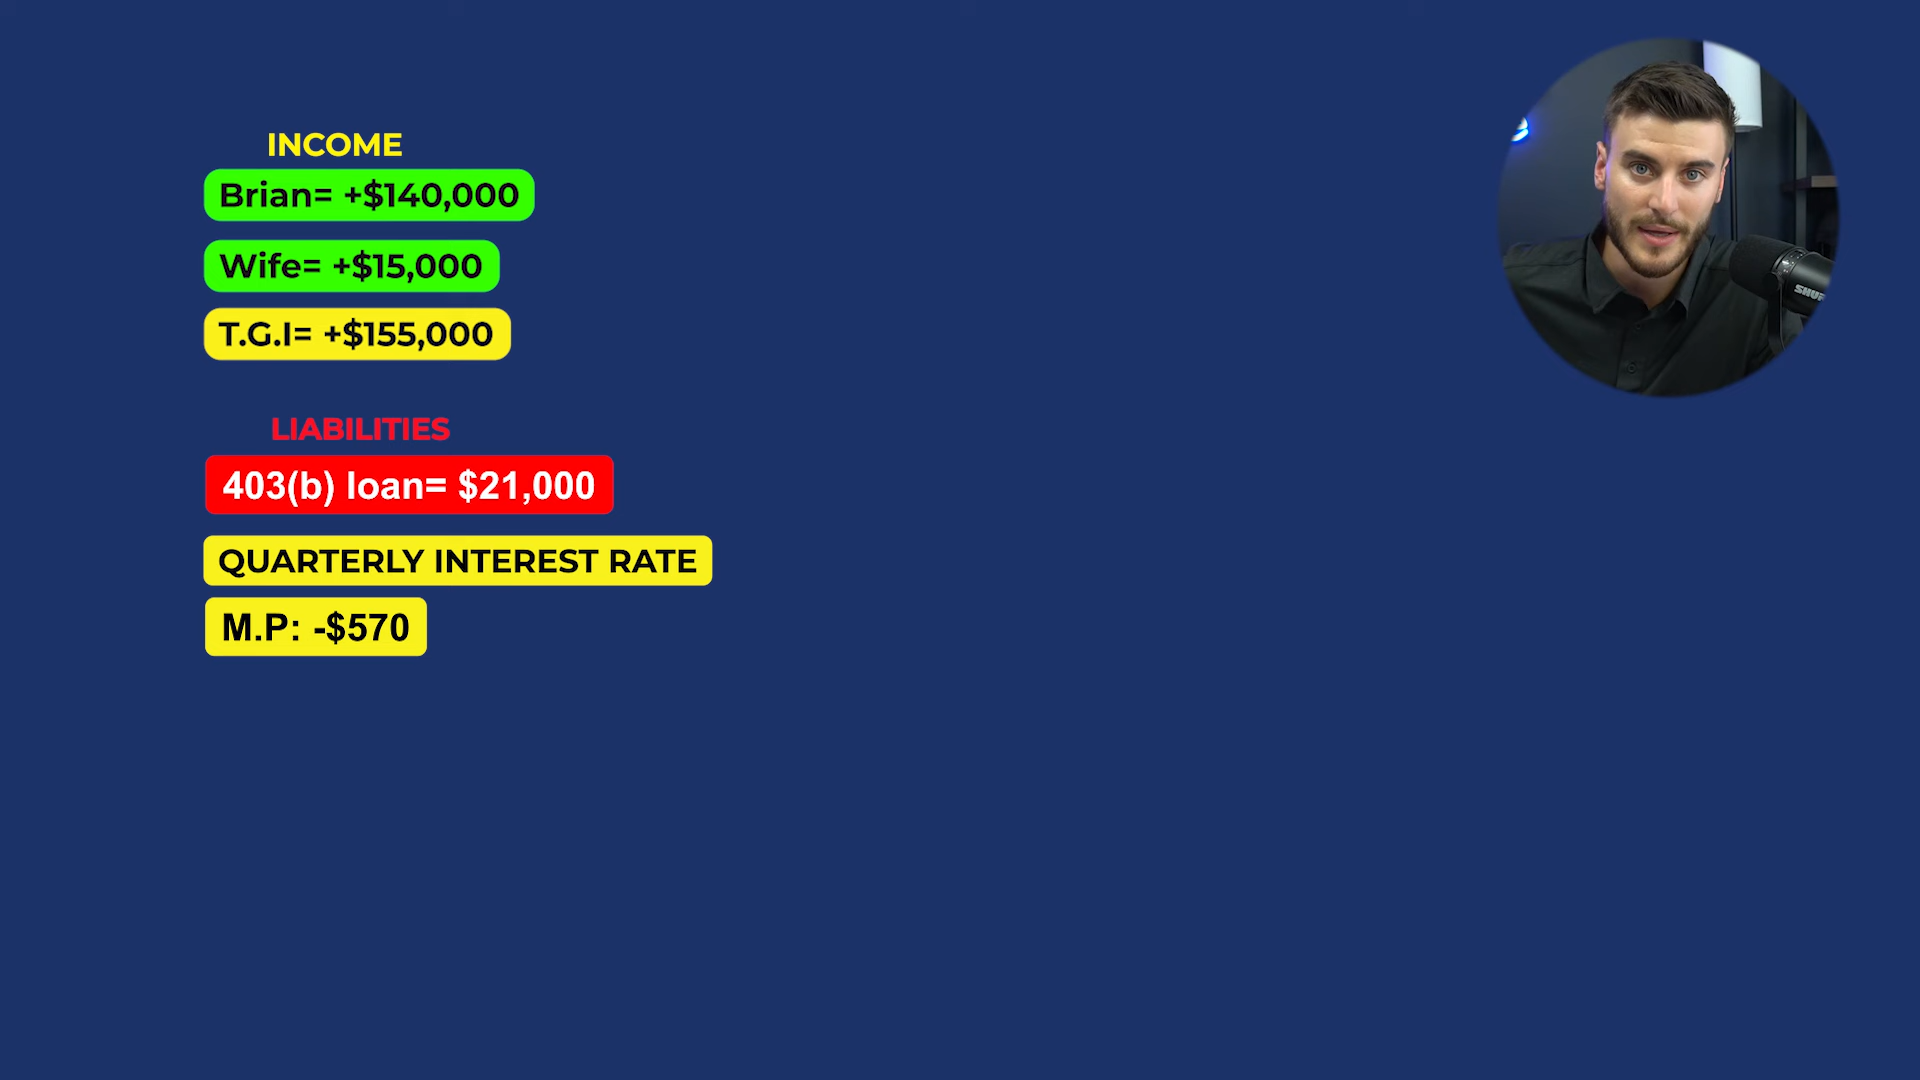 INCOME
Brian= +$140,000
Wife= +$15,000
T.G.I= +$155,000
LIABILITIES
403(b) loan= $21,000
QUARTERLY INTEREST RATE
M.P: -$570